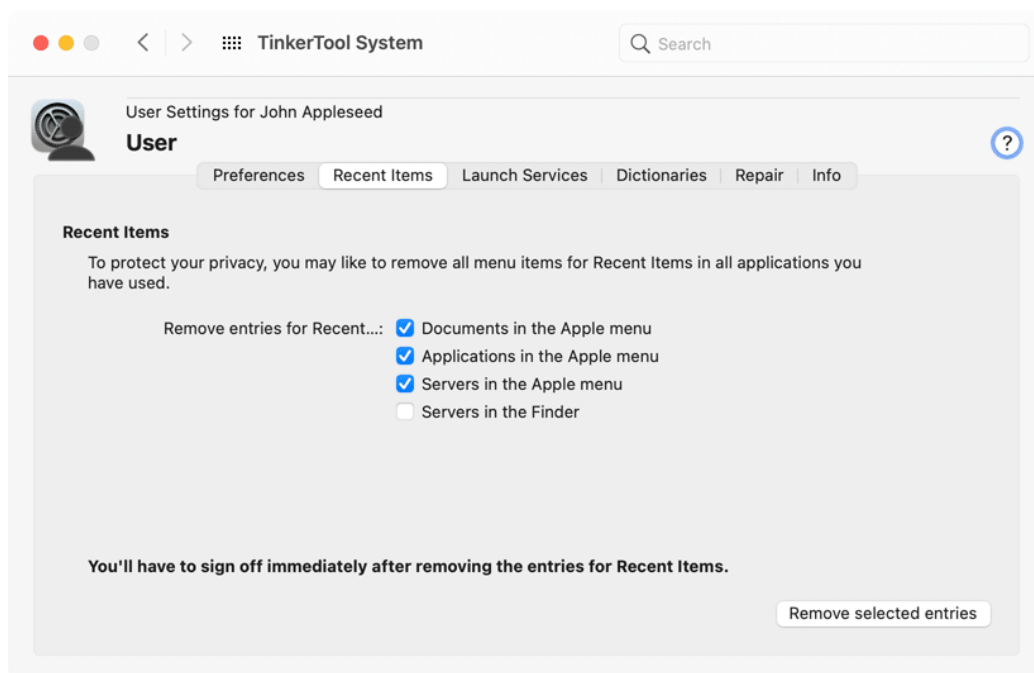 TinkerTool System
Search
User Settings for John Appleseed
User
?
Preferences Recent Items Launch Services Dictionaries Repair Info
Recent Items
To protect your privacy, you may like to remove all menu items for Recent Items in all applications you
have used.
Remove entries for Recent...: Documents in the Apple menu
Applications in the Apple menu
Servers in the Apple menu
Servers in the Finder
You'll have to sign off immediately after removing the entries for Recent Items.
Remove selected entries